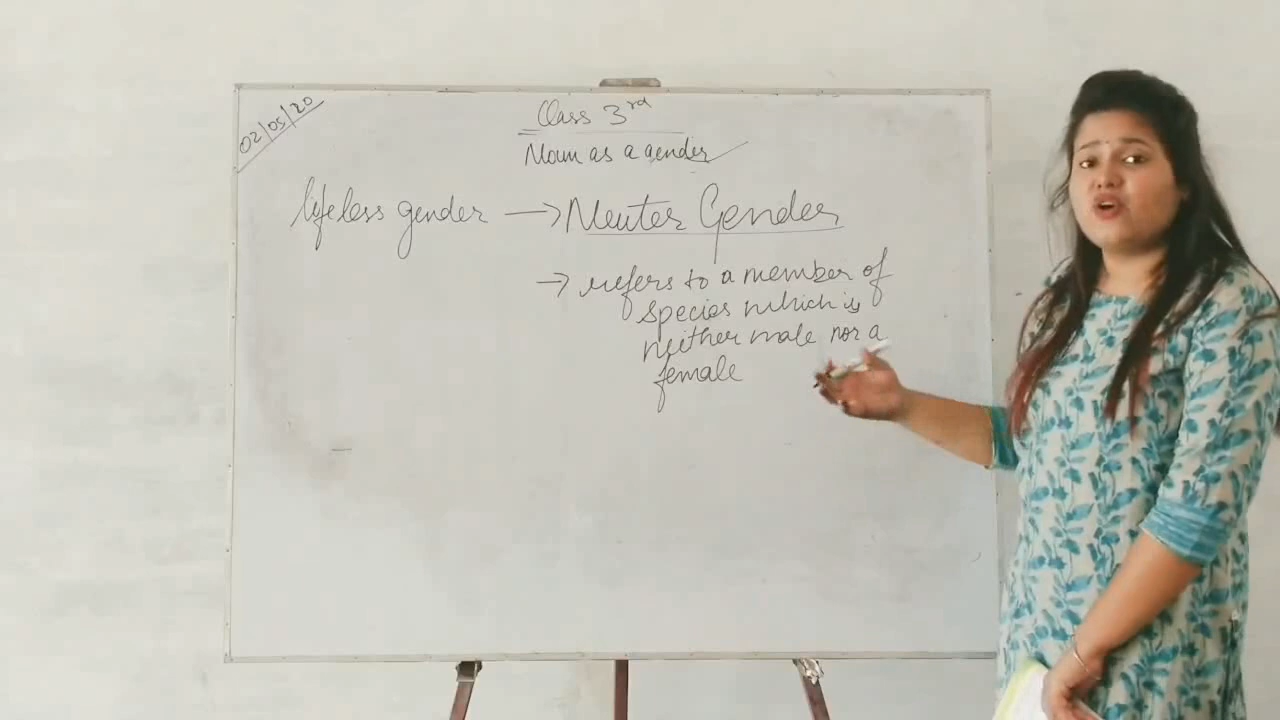 02/05/20
Class 3rd
Noun as a gender
lifeless gender → Neuter Gender
→ refers to a member of
species which is
neither male nor a
female